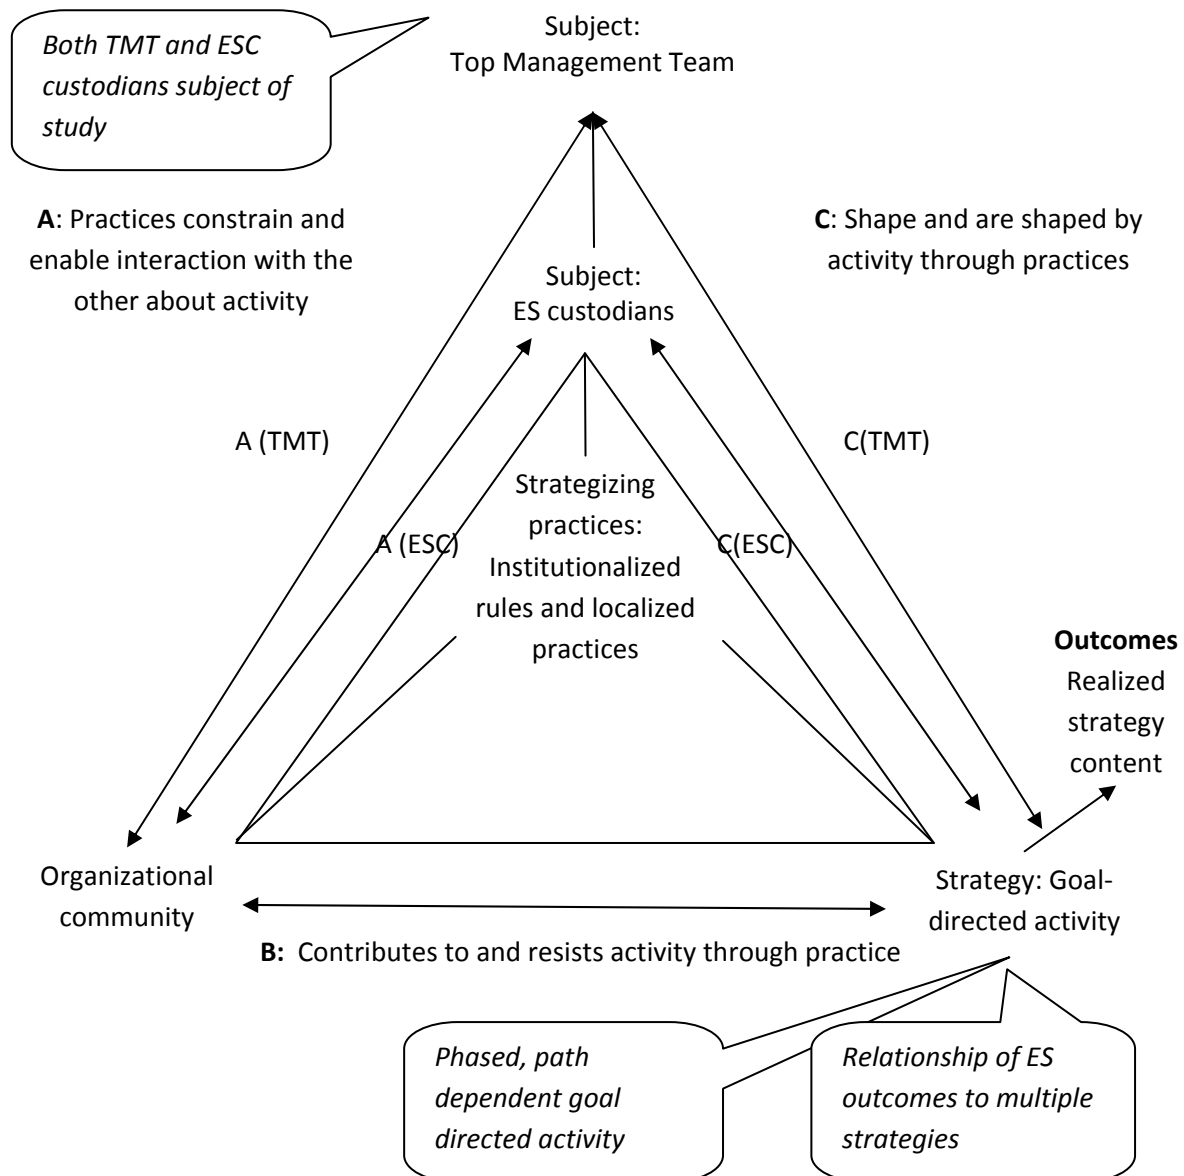 Both TMT and ESC
custodians subject of
study
Subject:
Top Management Team
A: Practices constrain and
enable interaction with the
other about activity
C: Shape and are shaped by
activity through practices
Subject:
ES custodians
A (TMT)
C(TMT)
Strategizing
practices:
Institutionalized
rules and localized
practices
A (ESC)
C(ESC)
Outcomes
Realized
strategy
content
Organizational
community
Strategy: Goal-
directed activity
B: Contributes to and resists activity through practice
Phased, path
dependent goal
directed activity
Relationship of ES
outcomes to multiple
strategies